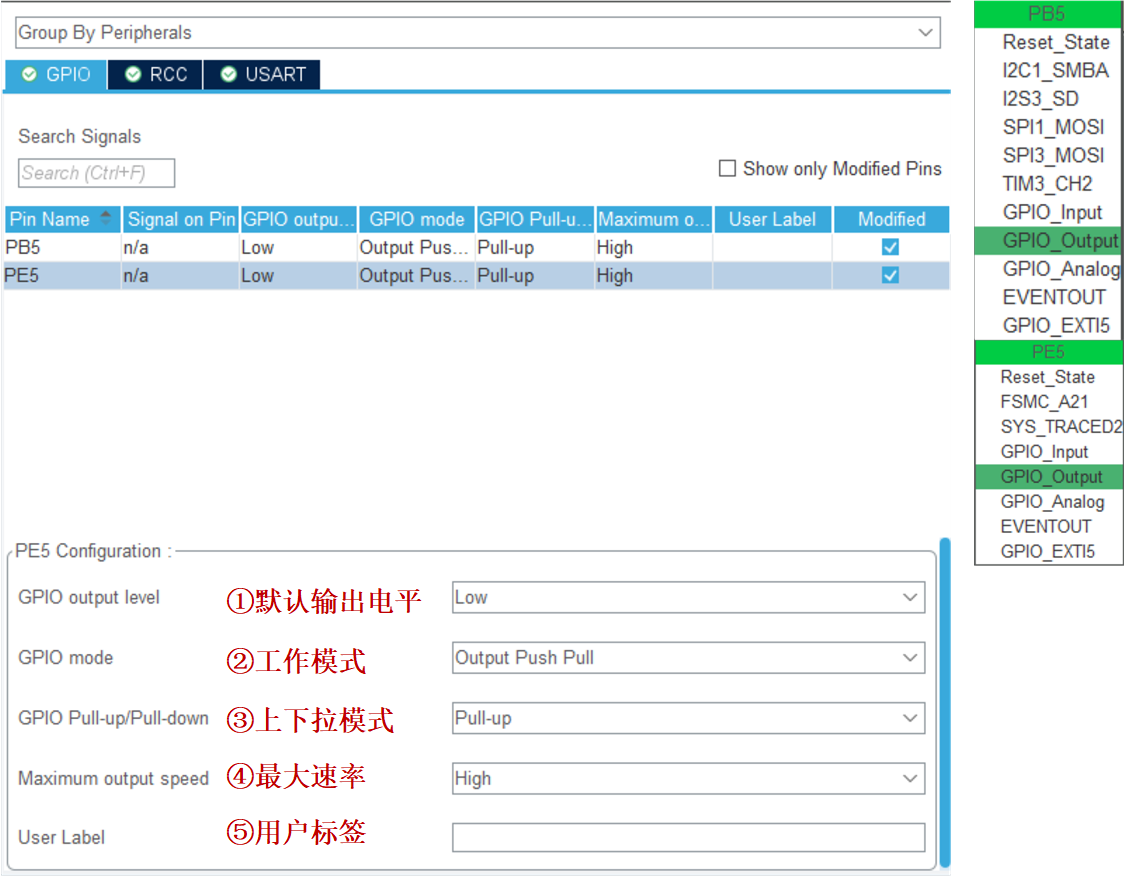 Group By Peripherals
GPIO RCC USART
Search Signals
Search (Ctrl+F)
Show only Modified Pins
Pin Name Signal on Pin GPIO outpu... GPIO mode GPIO Pull-u... Maximum o... User Label Modified
PB5 n/a Low Output Pus... Pull-up High
PE5 n/a Low Output Pus... Pull-up High
PE5 Configuration :
GPIO output level ①默认输出电平 Low
GPIO mode ②工作模式 Output Push Pull
GPIO Pull-up/Pull-down ③上下拉模式 Pull-up
Maximum output speed ④最大速率 High
User Label ⑤用户标签
PB5
Reset_State
I2C1_SMBA
I2S3_SD
SPI1_MOSI
SPI3_MOSI
TIM3_CH2
GPIO_Input
GPIO_Output
GPIO_Analog
EVENTOUT
GPIO_EXTI5
PE5
Reset_State
FSMC_A21
SYS_TRACED2
GPIO_Input
GPIO_Output
GPIO_Analog
EVENTOUT
GPIO_EXTI5